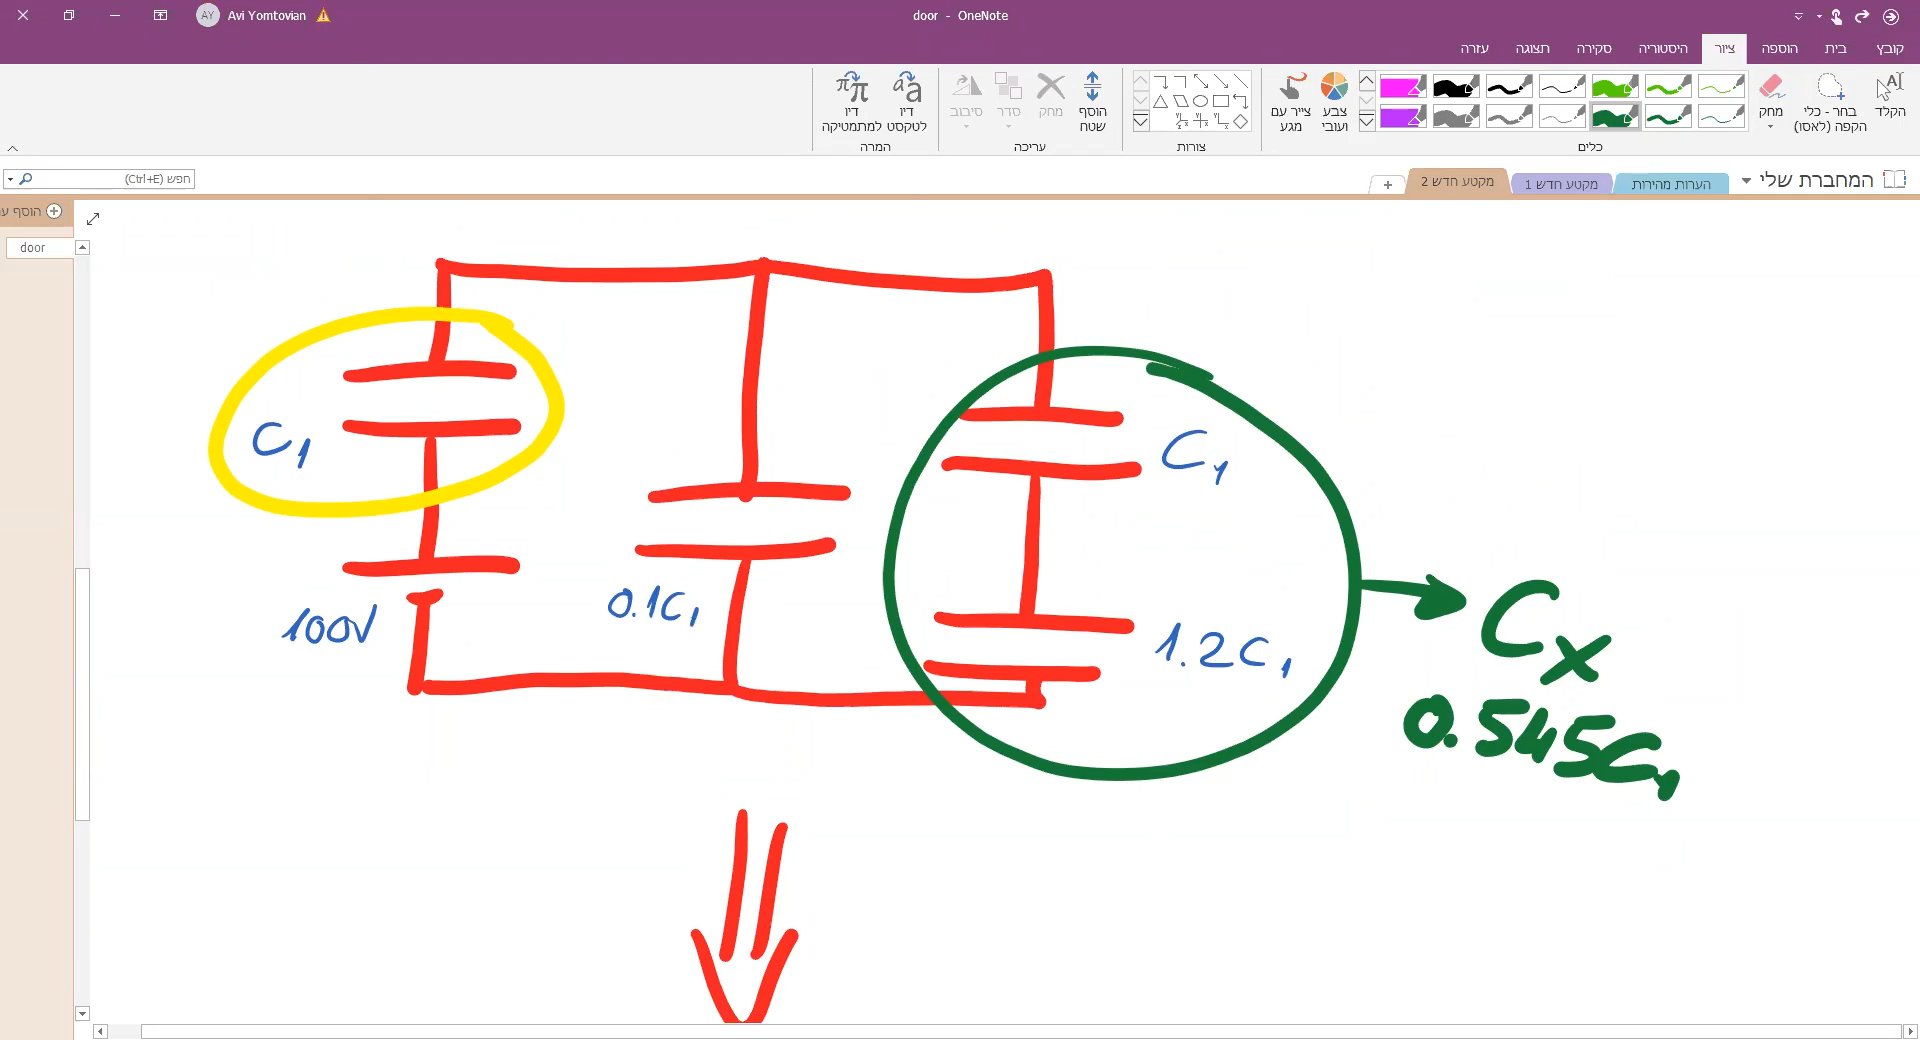 Avi Yomtovian
door - OneNote
קובץ
בית
הוספה
ציור
היסטוריה
סקירה
תצוגה
עזרה
הקלד
בחר - כלי הקפה (לאסו)
מחק
כלים
צבע ועובי
צייר עם מגע
צורות
הוסף שטח
מחק
סדר
סיבוב
עריכה
דיו לטקסט
דיו למתמטיקה
המרה
המחברת שלי
הערות מהירות
מקטע חדש 1
מקטע חדש 2
חפש (Ctrl+E)
door
C1
C1
100V
0.1C1
1.2C1
Cx
0.545C1